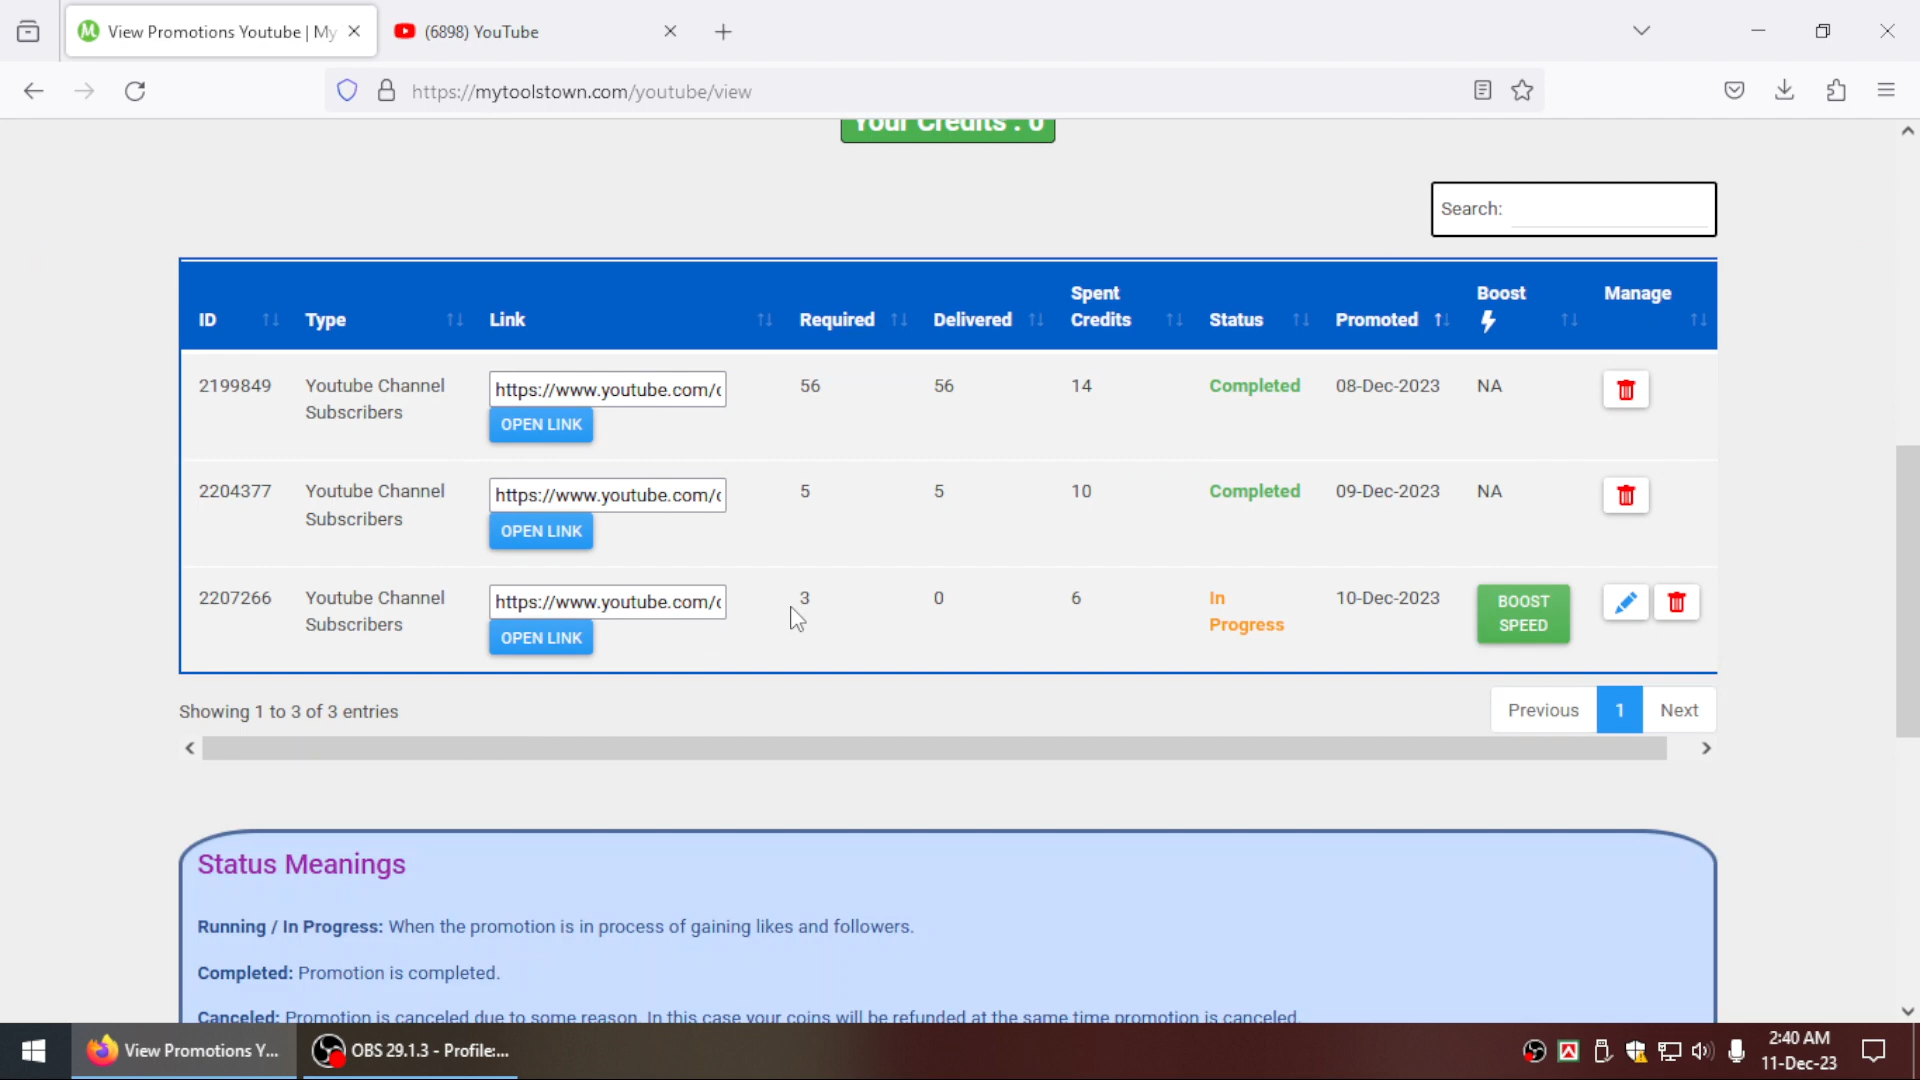 View Promotions Youtube | My
(6898) YouTube
https://mytoolstown.com/youtube/view
Your Credits : 0
Search:
ID
Type
Link
Required
Delivered
Spent
Credits
Status
Promoted
Boost
Manage
2199849
Youtube Channel
Subscribers
https://www.youtube.com/c
OPEN LINK
56
56
14
Completed
08-Dec-2023
NA
2204377
Youtube Channel
Subscribers
https://www.youtube.com/c
OPEN LINK
5
5
10
Completed
09-Dec-2023
NA
2207266
Youtube Channel
Subscribers
https://www.youtube.com/c
OPEN LINK
3
0
6
In
Progress
10-Dec-2023
BOOST
SPEED
Showing 1 to 3 of 3 entries
Previous
1
Next
Status Meanings
Running / In Progress: When the promotion is in process of gaining likes and followers.
Completed: Promotion is completed.
Canceled: Promotion is canceled due to some reason. In this case your coins will be refunded at the same time promotion is canceled.
View Promotions Y...
OBS 29.1.3 - Profile:...
2:40 AM
11-Dec-23